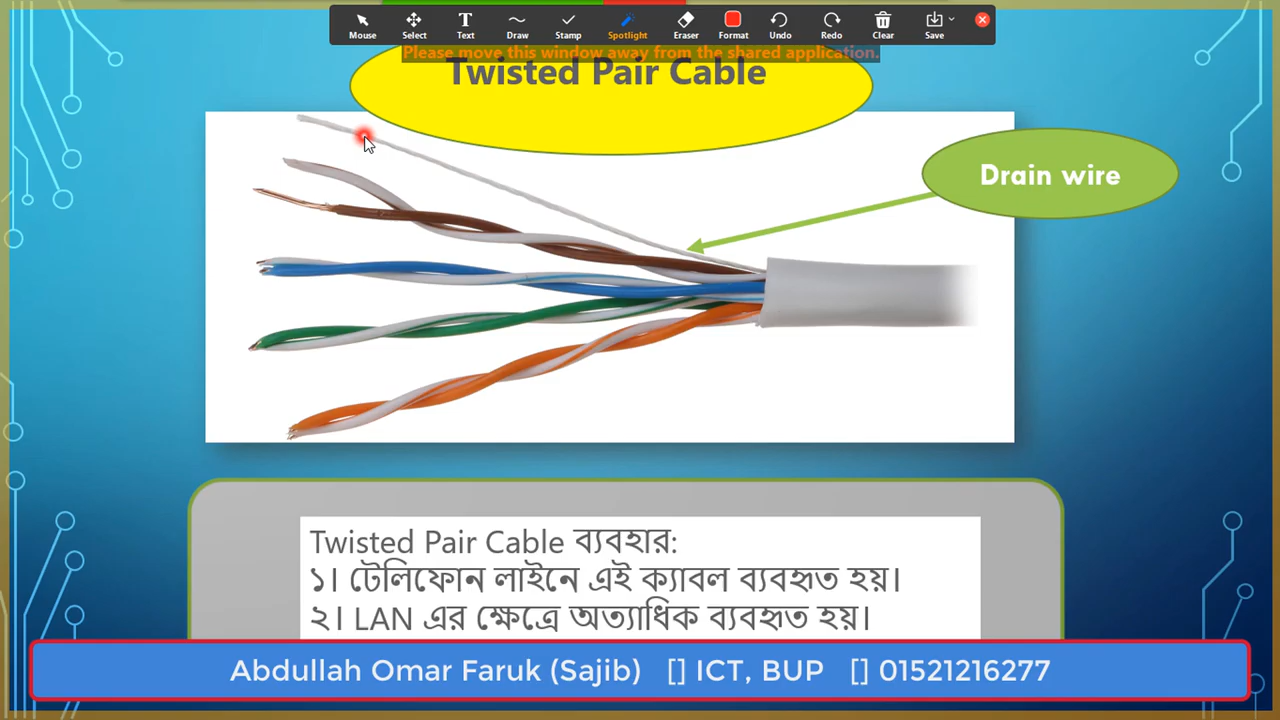 Mouse Select Text Draw Stamp Spotlight Eraser Format Undo Redo Clear Save
Please move this window away from the shared application.
Twisted Pair Cable
Drain wire
Twisted Pair Cable ব্যবহার:
১। টেলিফোন লাইনে এই ক্যাবল ব্যবহৃত হয়।
২। LAN এর ক্ষেত্রে অত্যাধিক ব্যবহৃত হয়।
Abdullah Omar Faruk (Sajib) [] ICT, BUP [] 01521216277